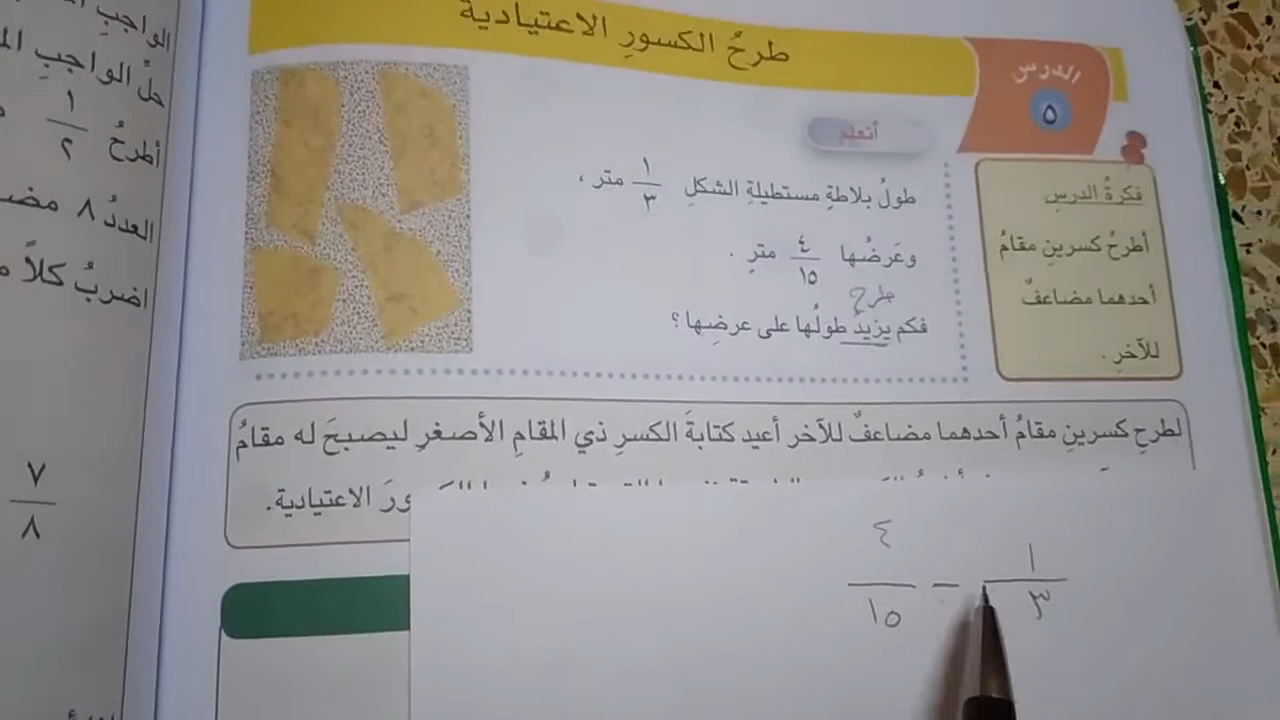 طرحُ الكسورِ الاعتيادية
الدرس
٥
أتعلم
فكرةُ الدرسِ
أطرحُ كسرينِ مقامُ
أحدهما مضاعفٌ
للآخرِ .
طولُ بلاطةٍ مستطيلةِ الشكلِ ١/٣ متر ،
وعَرضُها ٤/١٥ مترِ .
طرح
فكم يزيد طولُها على عرضِها ؟
لطرحِ كسرينِ مقامُ أحدهما مضاعفٌ للآخر أعيد كتابةَ الكسرِ ذي المقامِ الأصغرِ ليصبحَ له مقامُ
الاعتيادية.
١/٣ - ٤/١٥
الواجبِ
حلَّ الواجبِ
أطرحُ ١/٢
العددُ ٨
اضربُ كلاً
٧/٨